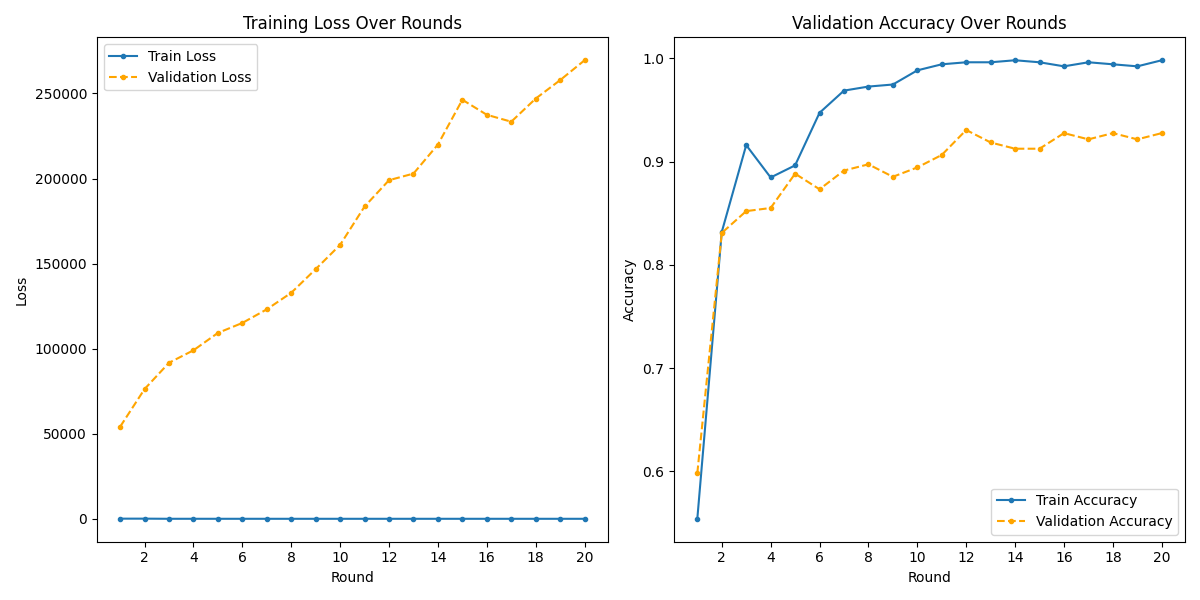 Training Loss Over Rounds
Train Loss
Validation Loss
250000
200000
150000
100000
50000
0
Loss
2 4 6 8 10 12 14 16 18 20
Round
Validation Accuracy Over Rounds
1.0
0.9
0.8
0.7
0.6
Accuracy
Train Accuracy
Validation Accuracy
2 4 6 8 10 12 14 16 18 20
Round